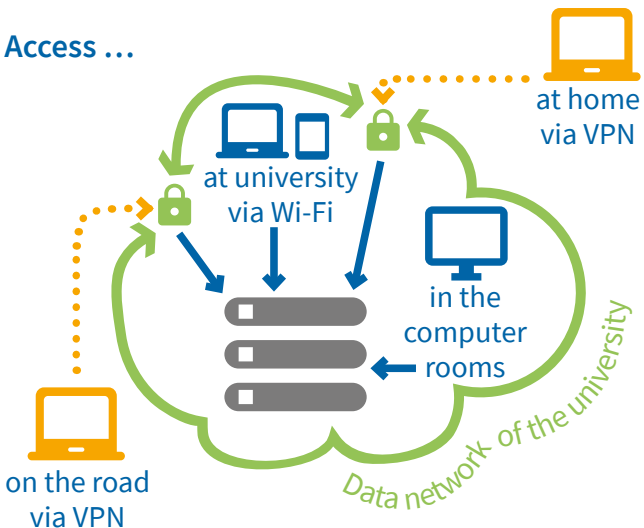 Access …
at home
via VPN
at university
via Wi-Fi
in the
computer
rooms
on the road
via VPN
Data network of the university